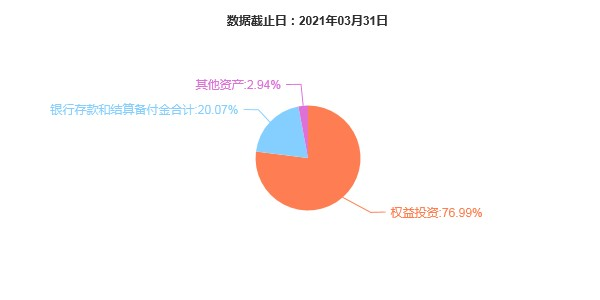 数据截止日：2021年03月31日
其他资产:2.94%
银行存款和结算备付金合计:20.07%
权益投资:76.99%